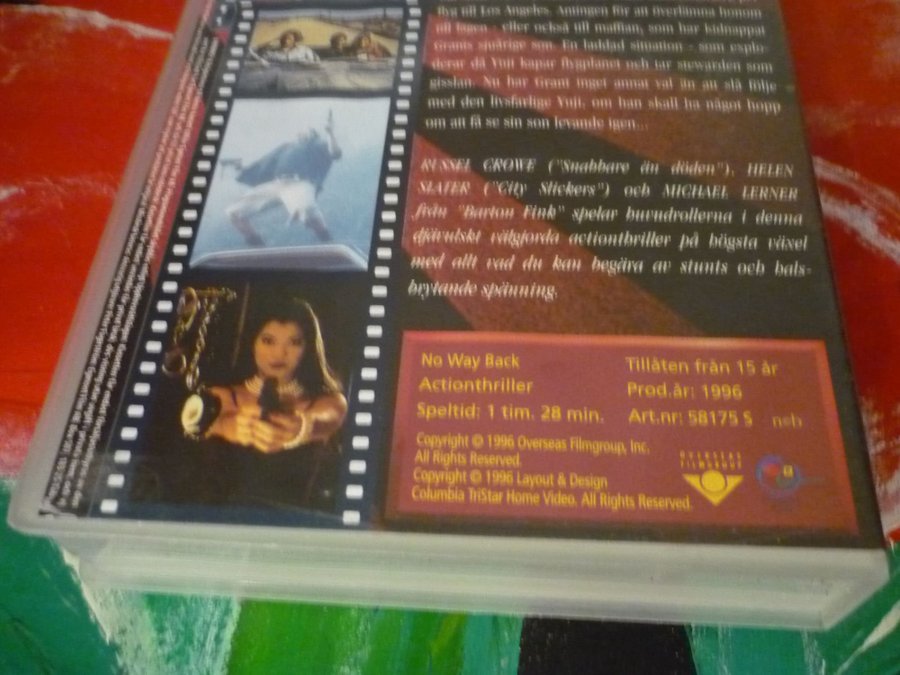 flyg till Los Angeles. Antingen för att överlämna honom
till lagen, eller också till maffian, som har kidnappat
Grants sjuårige son. En laddad situation - som explo-
derar då Yuji kapar flygplanet och tar stewarden som
gisslan. Nu har Grant inget annat val än att slå följe
med den livsfarlige Yuji, om han skall ha något hopp
om att få se sin son levande igen...
RUSSEL CROWE ("Snabbare än döden"), HELEN
SLATER ("City Slickers") och MICHAEL LERNER
från "Barton Fink" spelar huvudrollerna i denna
djävulskt välgjorda actionthriller på högsta växel
med allt vad du kan begära av stunts och hals-
brytande spänning.
No Way Back
Actionthriller
Speltid: 1 tim. 28 min.
Tillåten från 15 år
Prod.år: 1996
Art.nr: 58175 S ncb
Copyright © 1996 Overseas Filmgroup, Inc.
All Rights Reserved.
Copyright © 1996 Layout & Design
Columbia TriStar Home Video. All Rights Reserved.
OVERSEAS
FILMGROUP